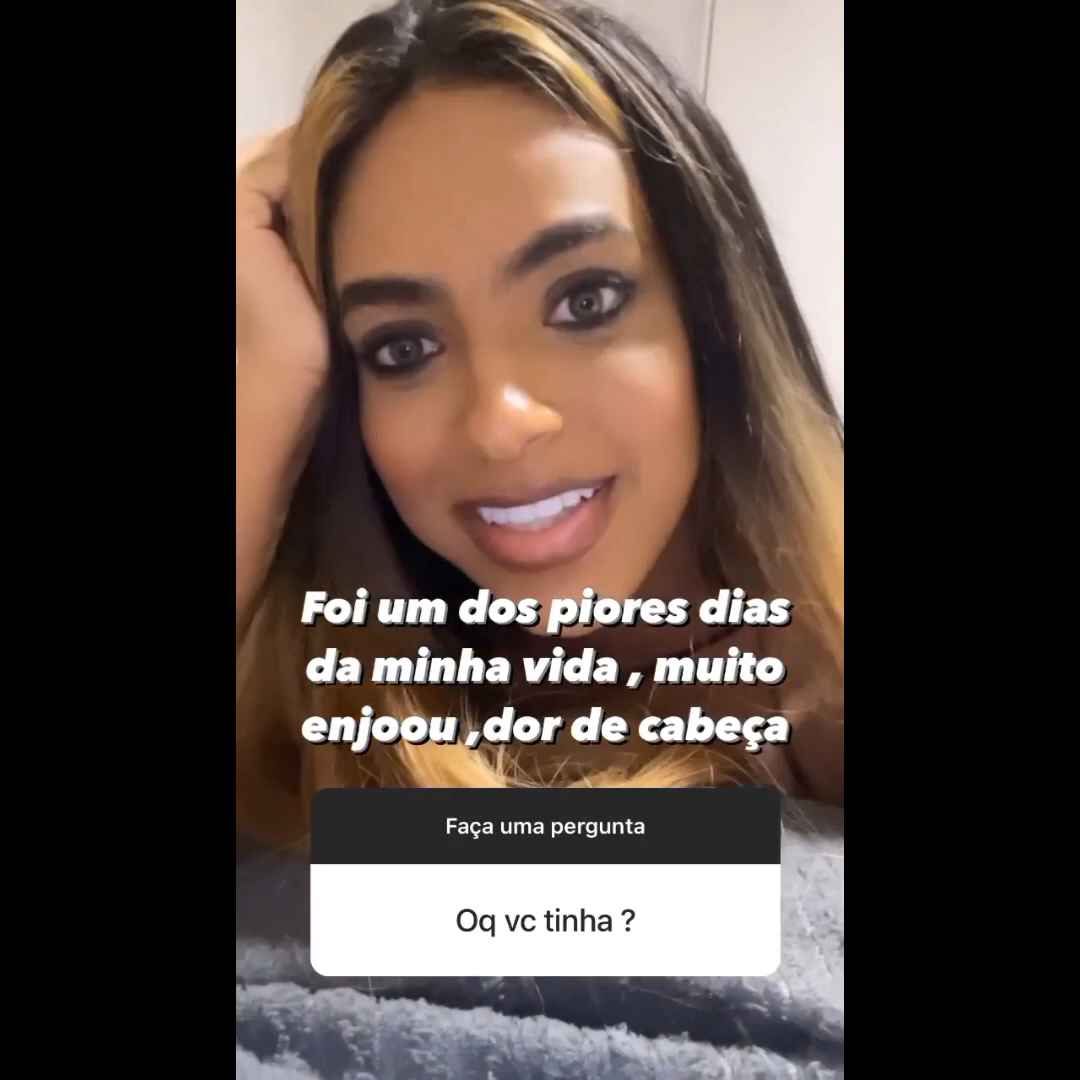 Foi um dos piores dias
da minha vida , muito
enjoou ,dor de cabeça
Faça uma pergunta
Oq vc tinha ?